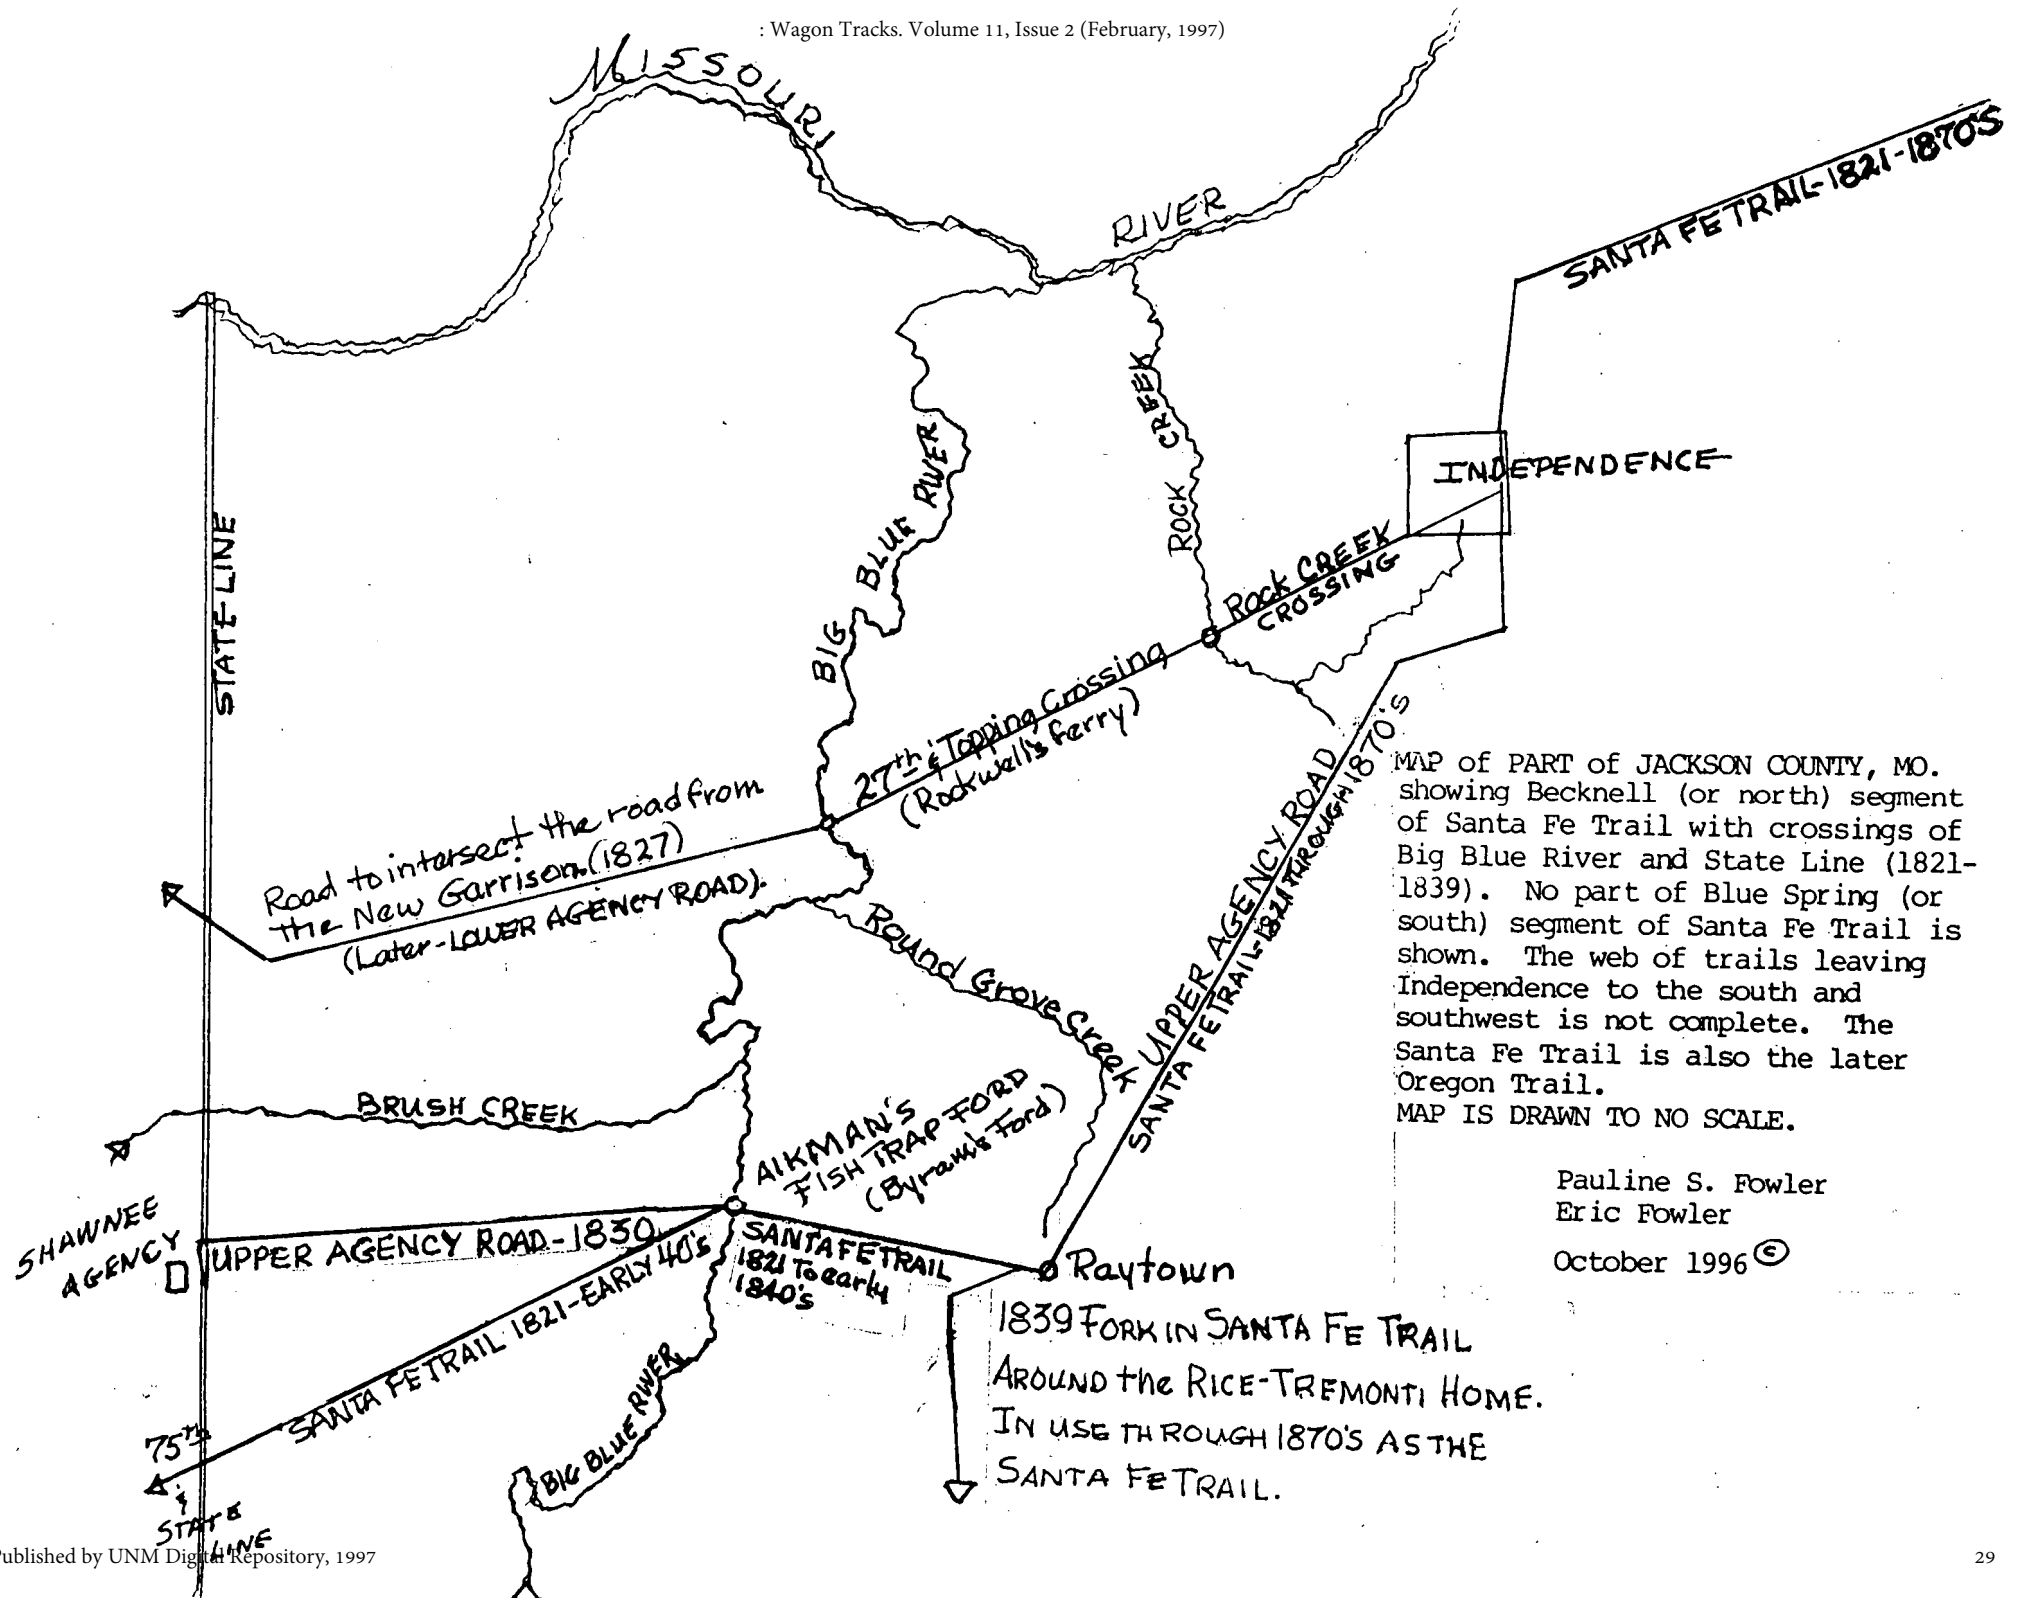 : Wagon Tracks. Volume 11, Issue 2 (February, 1997)
MISSOURI
RIVER
SANTA FE TRAIL-1821-1870'S
ROCK CREEK
INDEPENDENCE
BIG BLUE RIVER
STATE LINE
ROCK CREEK
CROSSING
27th & Topping Crossing
(Rockwell's Ferry)
Road to intersect the road from
the New Garrison. (1827)
(Later-LOWER AGENCY ROAD).
Round Grove Creek
UPPER AGENCY ROAD
SANTA FE TRAIL-1821 THROUGH 1870'S
MAP of PART of JACKSON COUNTY, MO.
showing Becknell (or north) segment
of Santa Fe Trail with crossings of
Big Blue River and State Line (1821-
1839). No part of Blue Spring (or
south) segment of Santa Fe Trail is
shown. The web of trails leaving
Independence to the south and
southwest is not complete. The
Santa Fe Trail is also the later
Oregon Trail.
MAP IS DRAWN TO NO SCALE.
Pauline S. Fowler
Eric Fowler
October 1996 ©
BRUSH CREEK
AIKMAN'S
FISH TRAP FORD
(Byram's Ford)
SHAWNEE
AGENCY
UPPER AGENCY ROAD-1830
SANTA FE TRAIL 1821-EARLY 40'S
SANTA FE TRAIL
1821 To early
1840's
Raytown
1839 FORK IN SANTA FE TRAIL
AROUND the RICE-TREMONTI HOME.
IN USE THROUGH 1870'S AS THE
SANTA FE TRAIL.
BIG BLUE RIVER
75th
&
STATE
LINE
Published by UNM Digital Repository, 1997
29